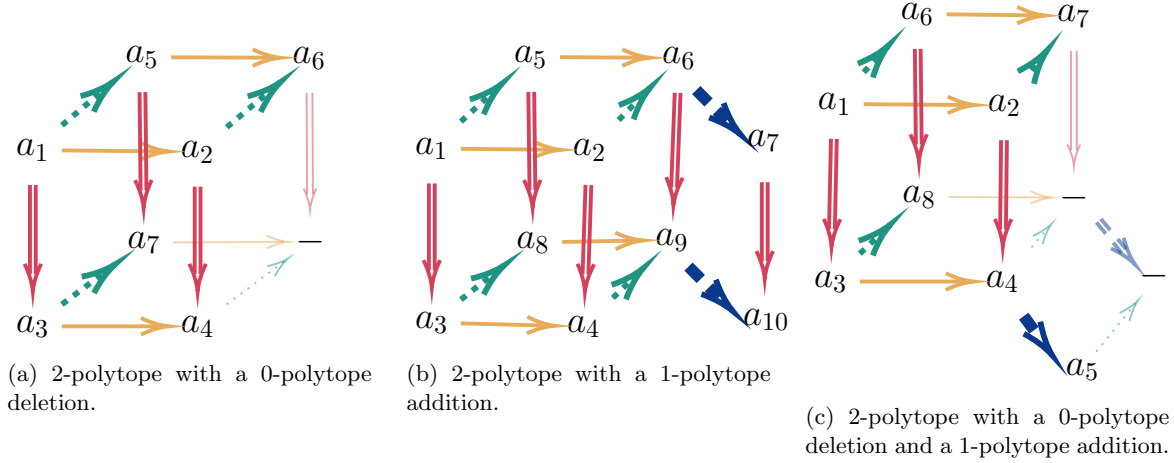 a₅ a₆
a₁ a₂
a₇ –
a₃ a₄
(a) 2-polytope with a 0-polytope
deletion.
a₅ a₆
a₁ a₂ a₇
a₈ a₉
a₃ a₄ a₁₀
(b) 2-polytope with a 1-polytope
addition.
a₆ a₇
a₁ a₂
a₈ –
a₃ a₄ –
a₅
(c) 2-polytope with a 0-polytope
deletion and a 1-polytope addition.